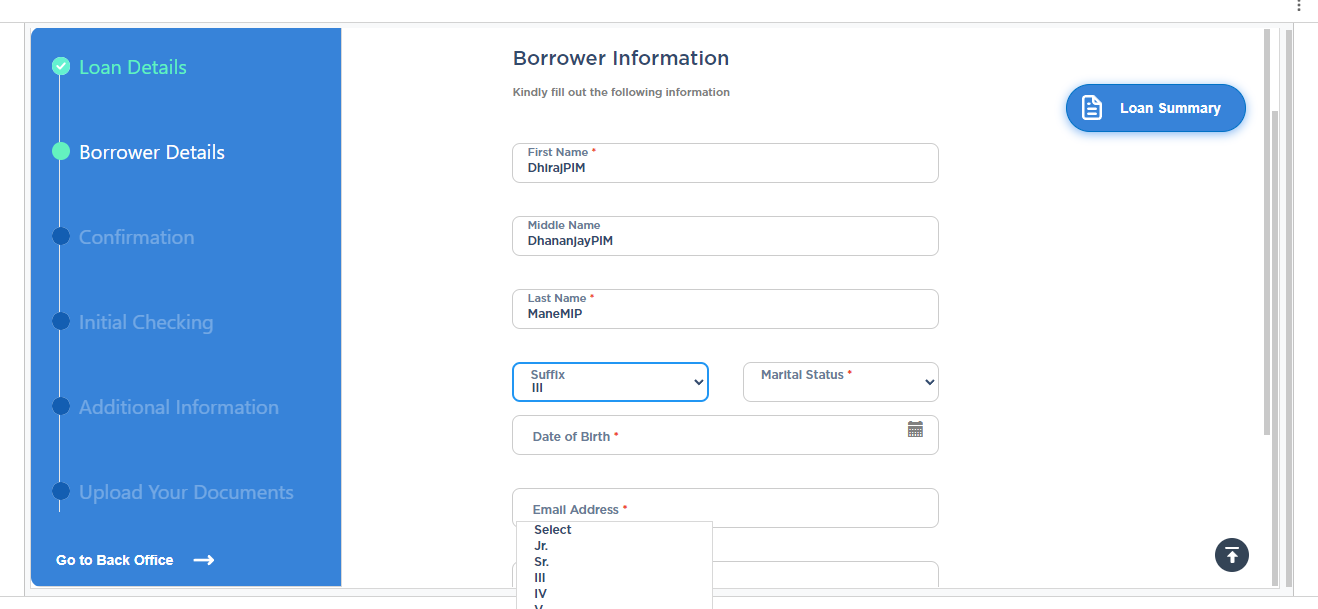 Loan Details
Borrower Details
Confirmation
Initial Checking
Additional Information
Upload Your Documents
Go to Back Office
Borrower Information
Kindly fill out the following information
Loan Summary
First Name *
DhirajPIM
Middle Name
DhananjayPIM
Last Name *
ManeMIP
Suffix
III
Marital Status *
Date of Birth *
Email Address *
Select
Jr.
Sr.
III
IV